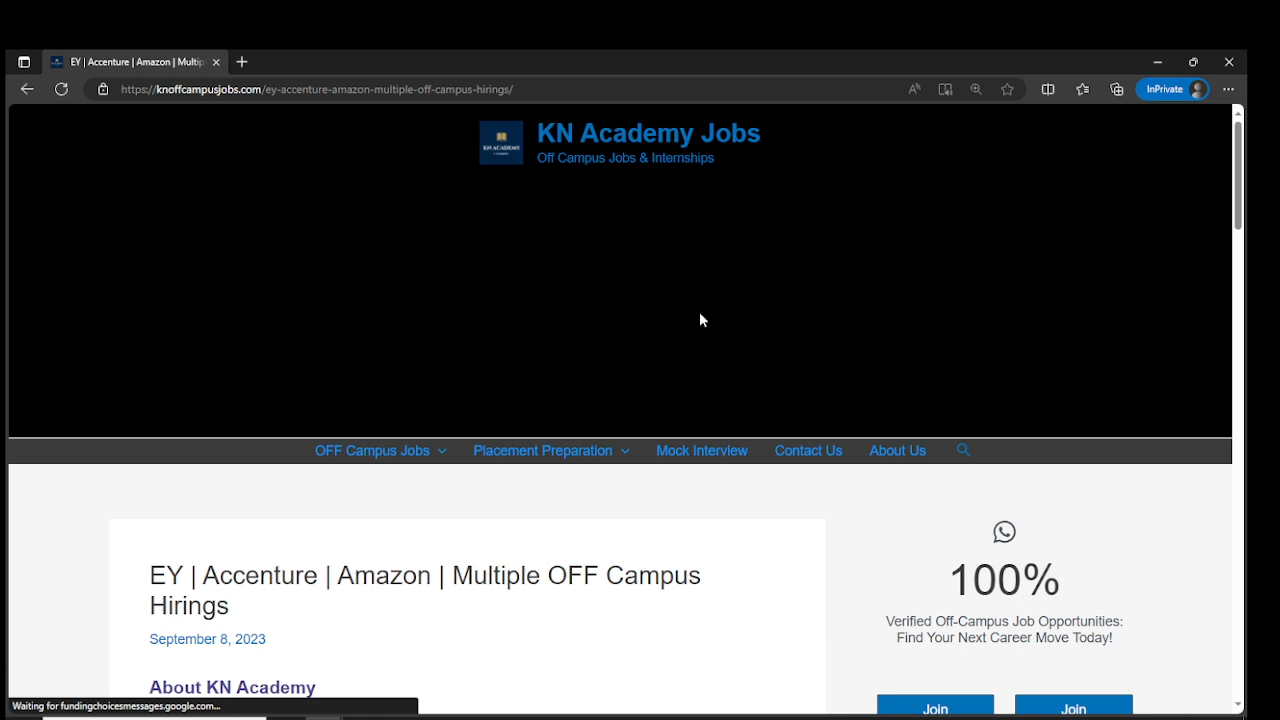 EY | Accenture | Amazon | Multip
https://knoffcampusjobs.com/ey-accenture-amazon-multiple-off-campus-hirings/
InPrivate
KN ACADEMY
KN Academy Jobs
Off Campus Jobs & Internships
OFF Campus Jobs
Placement Preparation
Mock Interview
Contact Us
About Us
EY | Accenture | Amazon | Multiple OFF Campus
Hirings
September 8, 2023
About KN Academy
100%
Verified Off-Campus Job Opportunities:
Find Your Next Career Move Today!
Join
Join
Waiting for fundingchoicesmessages.google.com...